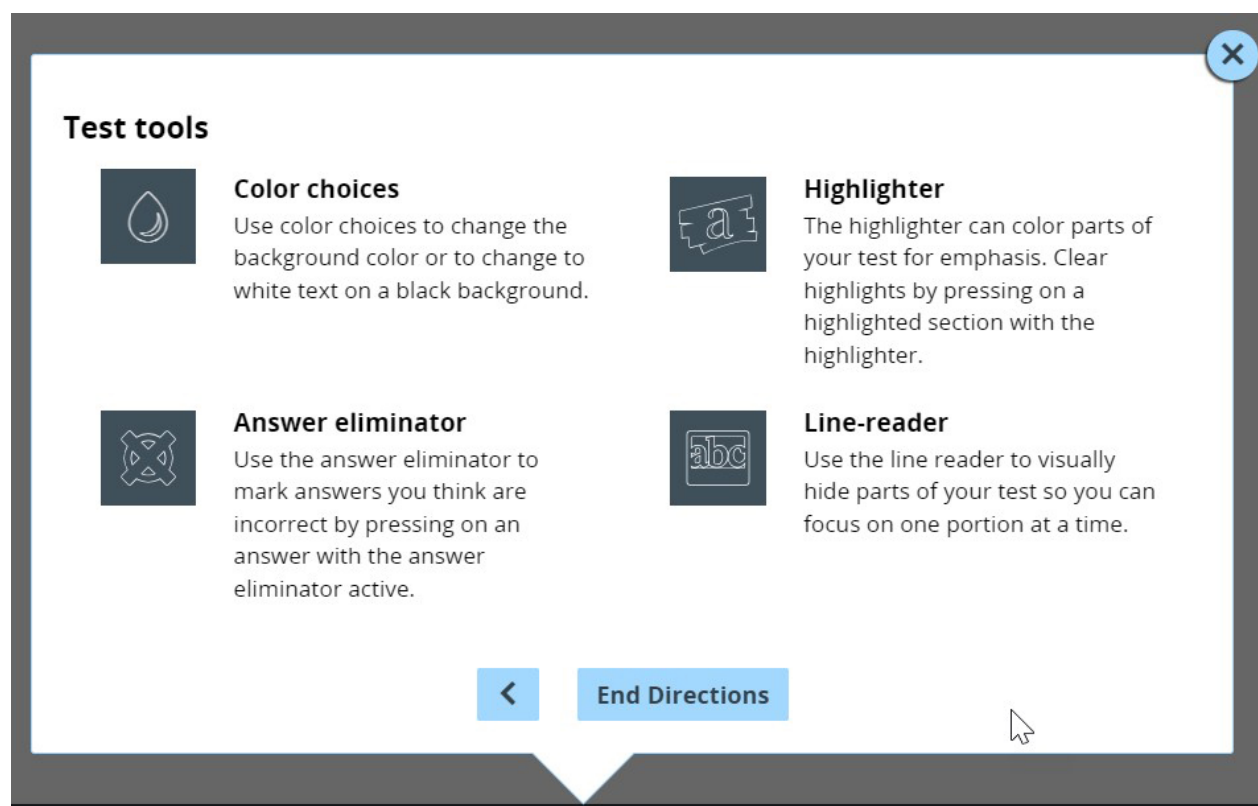 Test tools
Color choices
Use color choices to change the
background color or to change to
white text on a black background.
a
Highlighter
The highlighter can color parts of
your test for emphasis. Clear
highlights by pressing on a
highlighted section with the
highlighter.
Answer eliminator
Use the answer eliminator to
mark answers you think are
incorrect by pressing on an
answer with the answer
eliminator active.
abc
Line-reader
Use the line reader to visually
hide parts of your test so you can
focus on one portion at a time.
End Directions